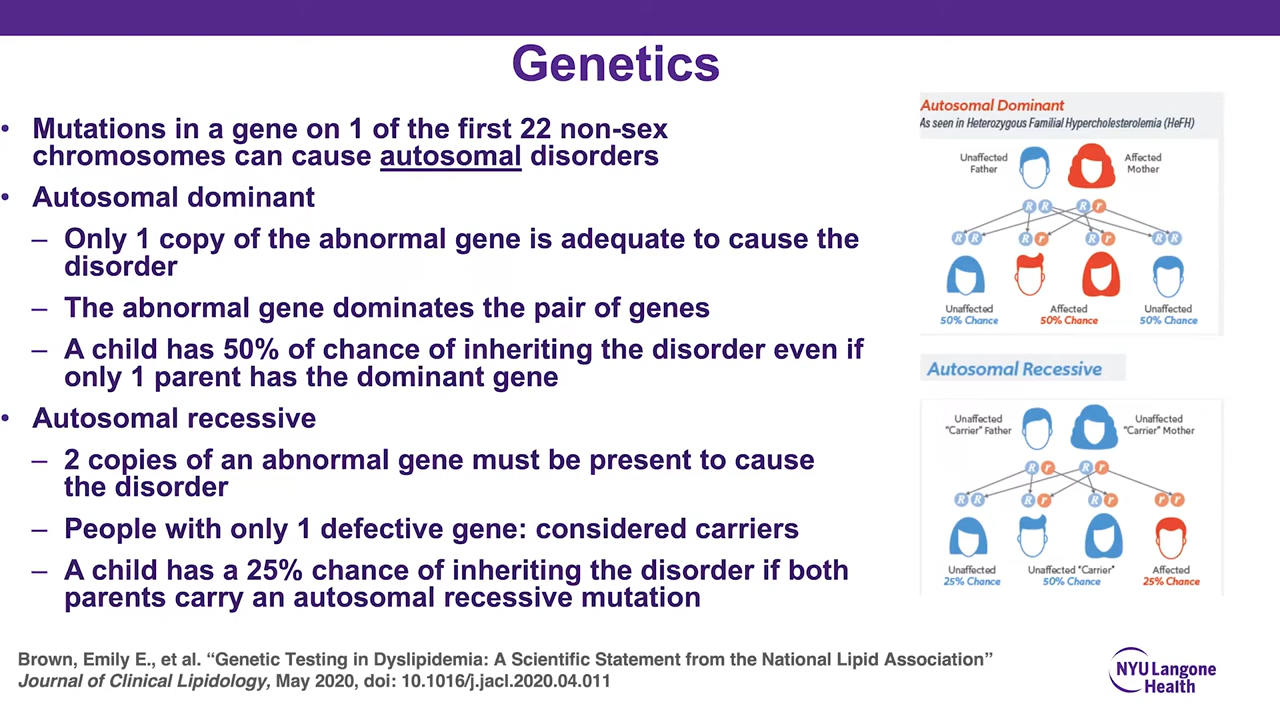 Genetics
• Mutations in a gene on 1 of the first 22 non-sex
chromosomes can cause autosomal disorders
• Autosomal dominant
– Only 1 copy of the abnormal gene is adequate to cause the
disorder
– The abnormal gene dominates the pair of genes
– A child has 50% of chance of inheriting the disorder even if
only 1 parent has the dominant gene
• Autosomal recessive
– 2 copies of an abnormal gene must be present to cause
the disorder
– People with only 1 defective gene: considered carriers
– A child has a 25% chance of inheriting the disorder if both
parents carry an autosomal recessive mutation
Autosomal Dominant
As seen in Heterozygous Familial Hypercholesterolemia (HeFH)
Unaffected
Father
Affected
Mother
R R R r
R R R r R r R R
Unaffected
50% Chance
Affected
50% Chance
Unaffected
50% Chance
Autosomal Recessive
Unaffected
"Carrier" Father
Unaffected
"Carrier" Mother
R r R r
R R R r R r r r
Unaffected
25% Chance
Unaffected "Carrier"
50% Chance
Affected
25% Chance
Brown, Emily E., et al. “Genetic Testing in Dyslipidemia: A Scientific Statement from the National Lipid Association”
Journal of Clinical Lipidology, May 2020, doi: 10.1016/j.jacl.2020.04.011
NYU Langone
Health